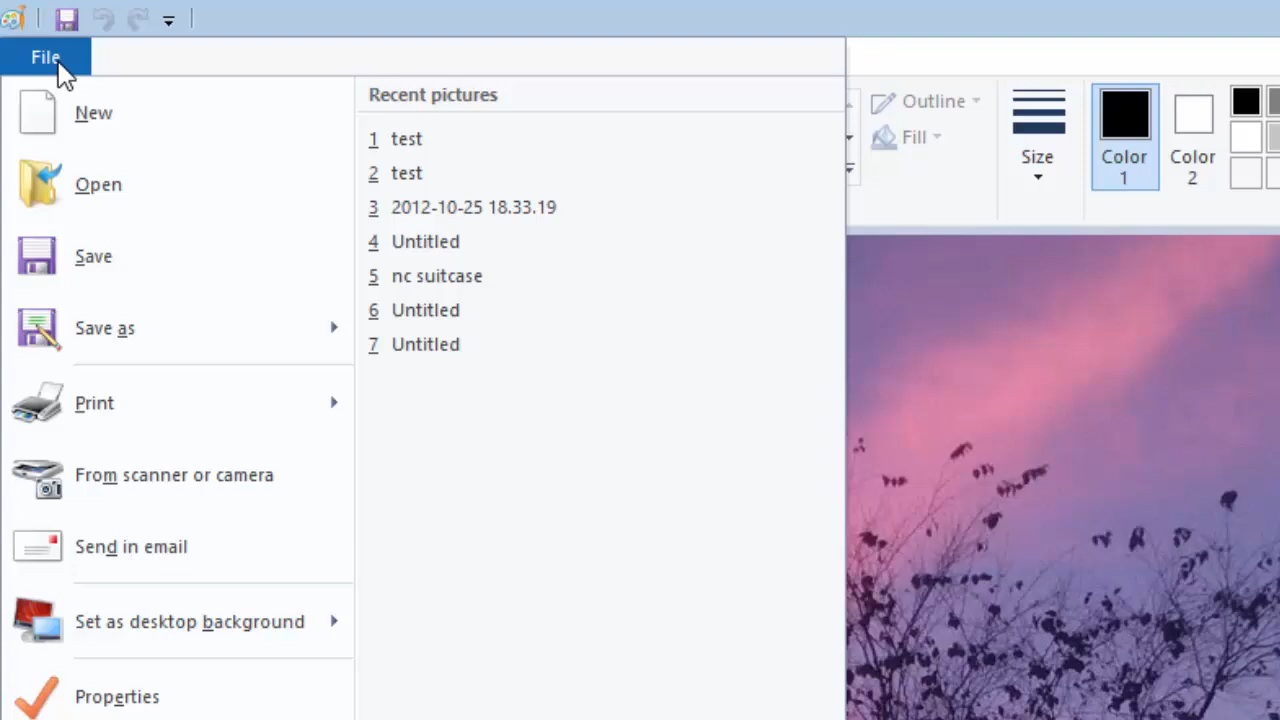 File
New
Open
Save
Save as
Print
From scanner or camera
Send in email
Set as desktop background
Properties
Recent pictures
1 test
2 test
3 2012-10-25 18.33.19
4 Untitled
5 nc suitcase
6 Untitled
7 Untitled
Outline
Fill
Size
Color
1
Color
2